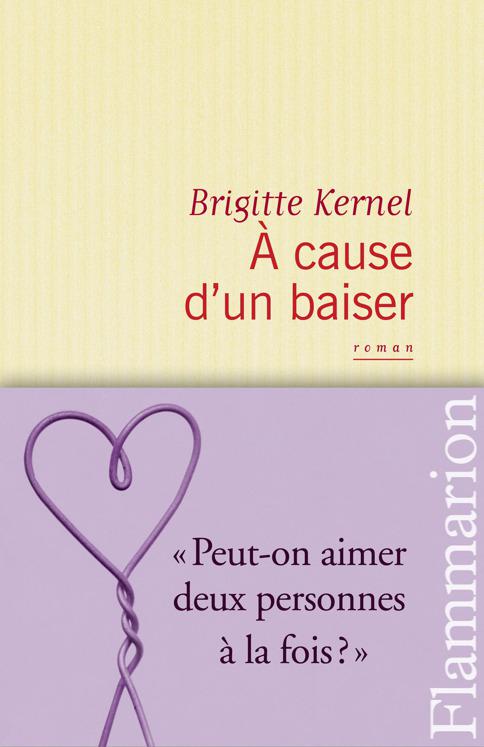 Brigitte Kernel
À cause
d’un baiser
roman
« Peut-on aimer
deux personnes
à la fois ? »
Flammarion